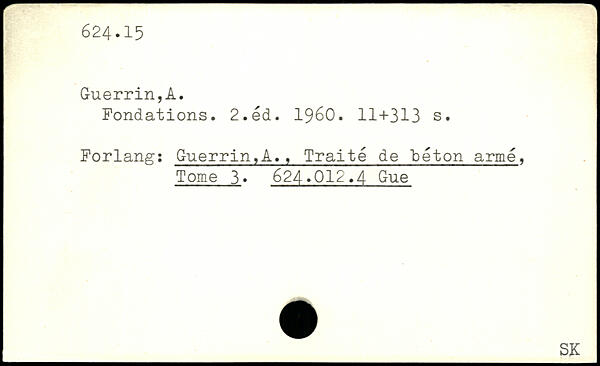 624.15
Guerrin,A.
Fondations. 2.éd. 1960. 11+313 s.
Forlang: Guerrin,A., Traité de béton armé,
Tome 3. 624.012.4 Gue
SK